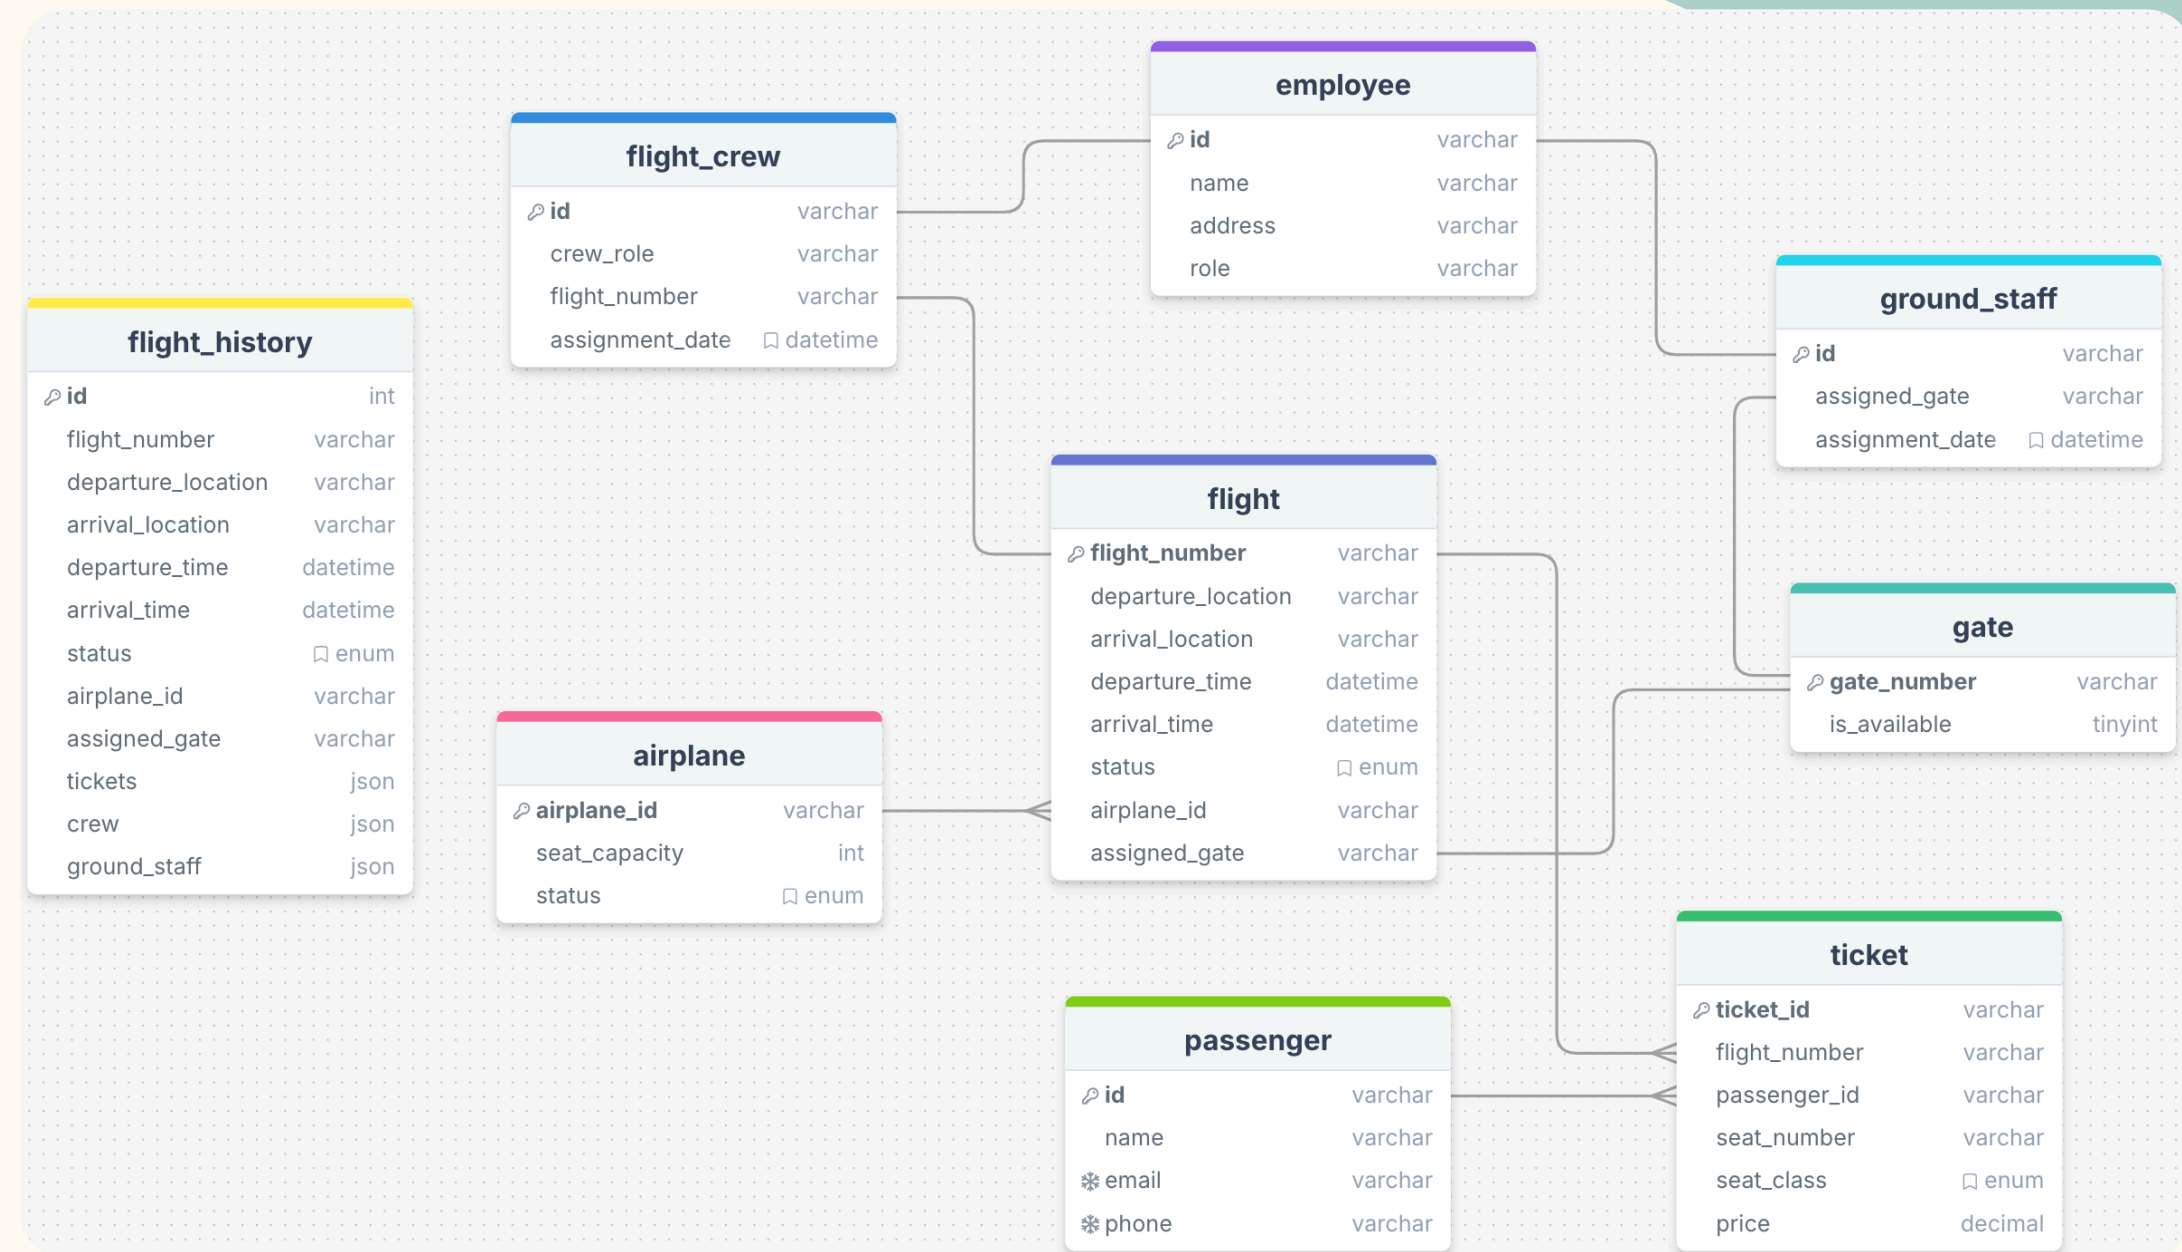 employee
id varchar
name varchar
address varchar
role varchar
flight_crew
id varchar
crew_role varchar
flight_number varchar
assignment_date datetime
ground_staff
id varchar
assigned_gate varchar
assignment_date datetime
flight_history
id int
flight_number varchar
departure_location varchar
arrival_location varchar
departure_time datetime
arrival_time datetime
status enum
airplane_id varchar
assigned_gate varchar
tickets json
crew json
ground_staff json
flight
flight_number varchar
departure_location varchar
arrival_location varchar
departure_time datetime
arrival_time datetime
status enum
airplane_id varchar
assigned_gate varchar
gate
gate_number varchar
is_available tinyint
airplane
airplane_id varchar
seat_capacity int
status enum
ticket
ticket_id varchar
flight_number varchar
passenger_id varchar
seat_number varchar
seat_class enum
price decimal
passenger
id varchar
name varchar
email varchar
phone varchar